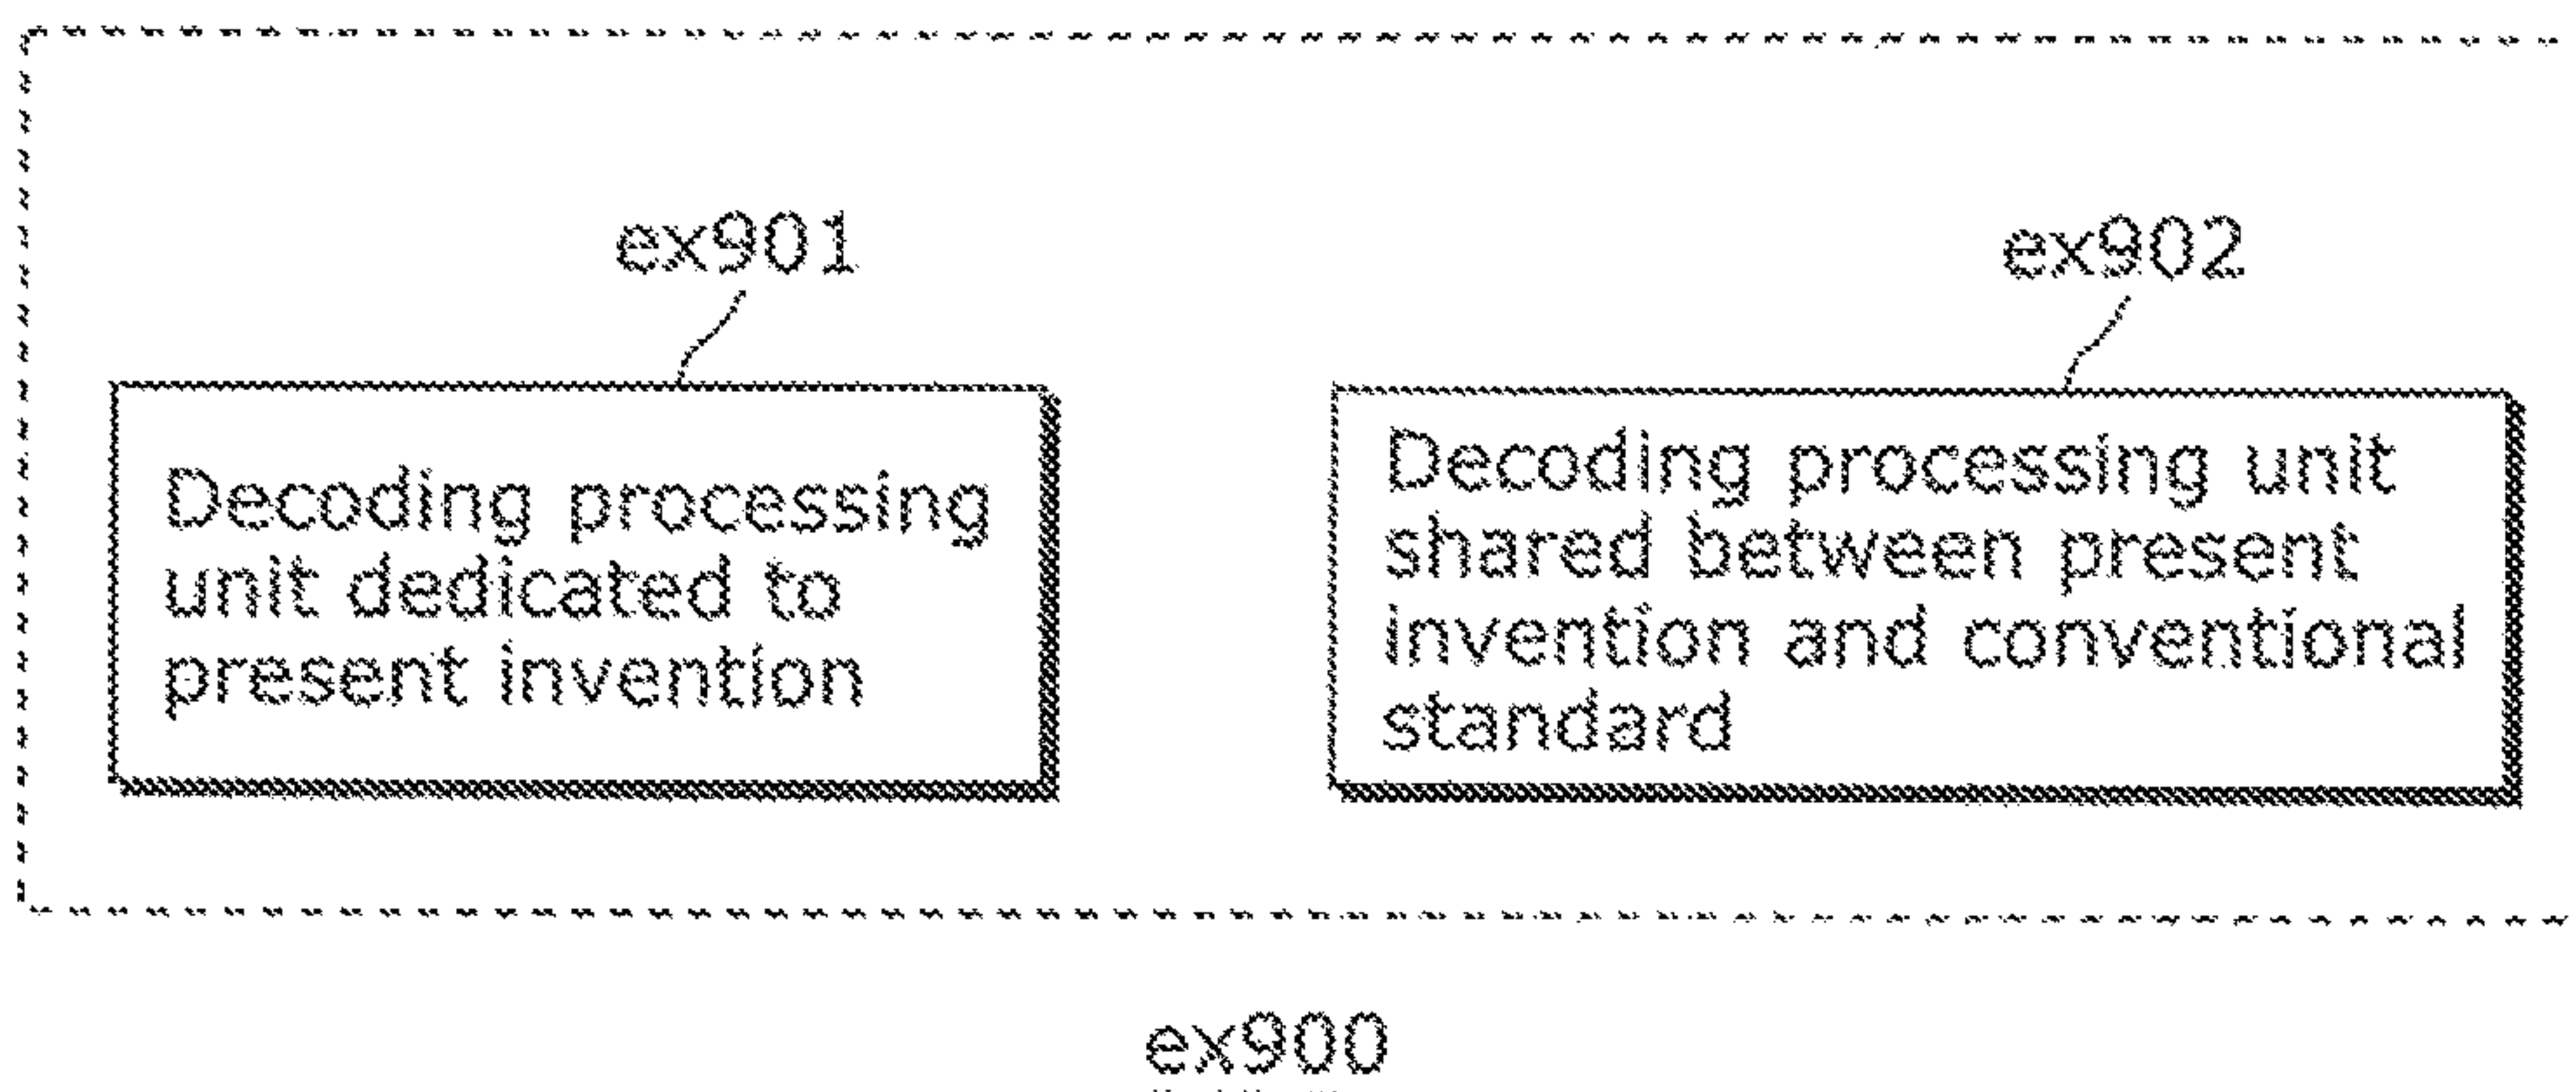 ex901
ex902
Decoding processing
unit dedicated to
present invention
Decoding processing unit
shared between present
invention and conventional
standard
ex900